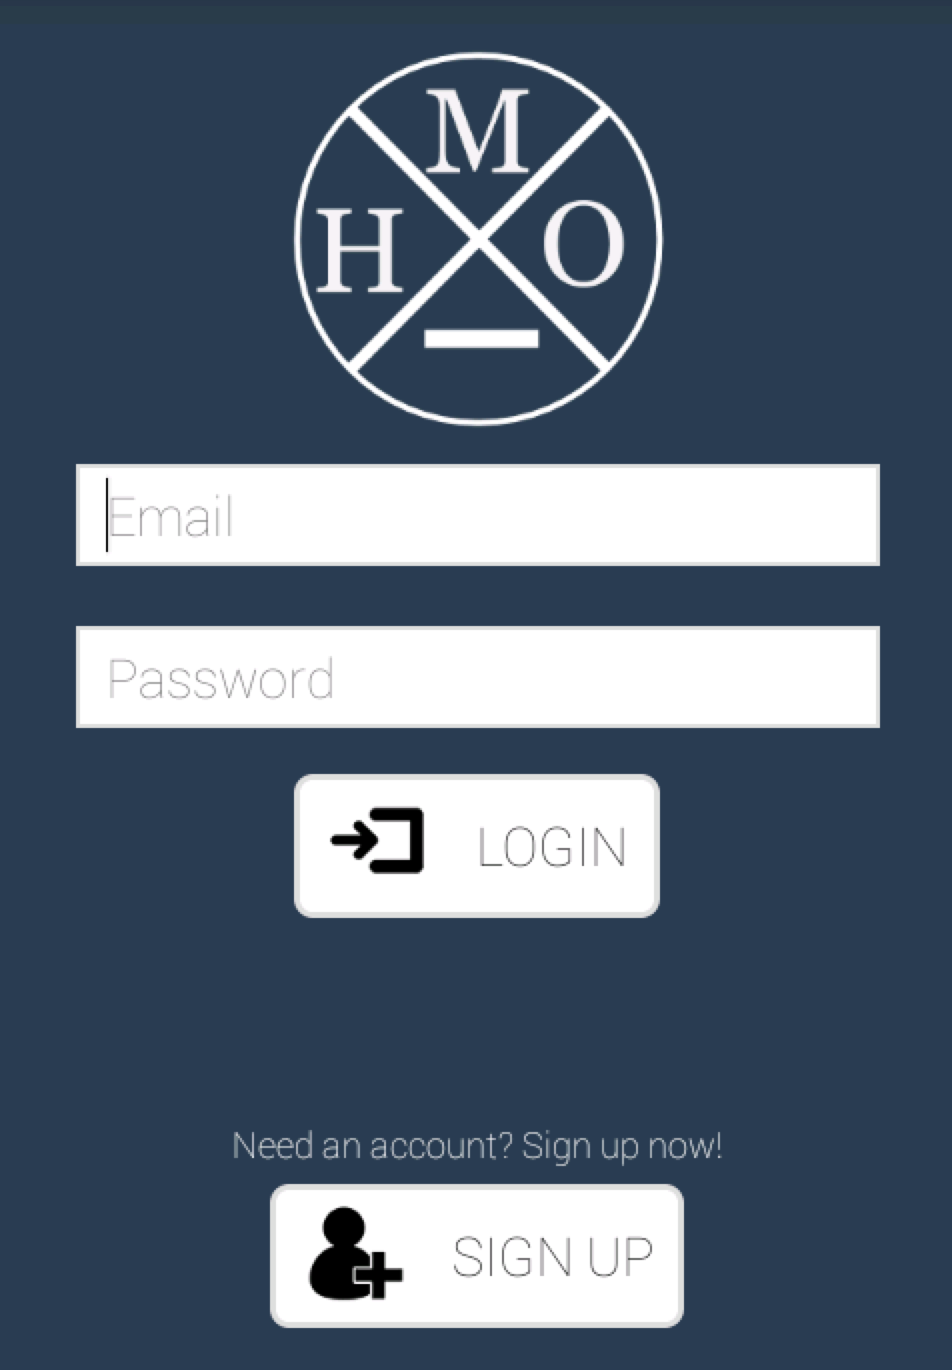 M
H O
Email
Password
LOGIN
Need an account? Sign up now!
SIGN UP